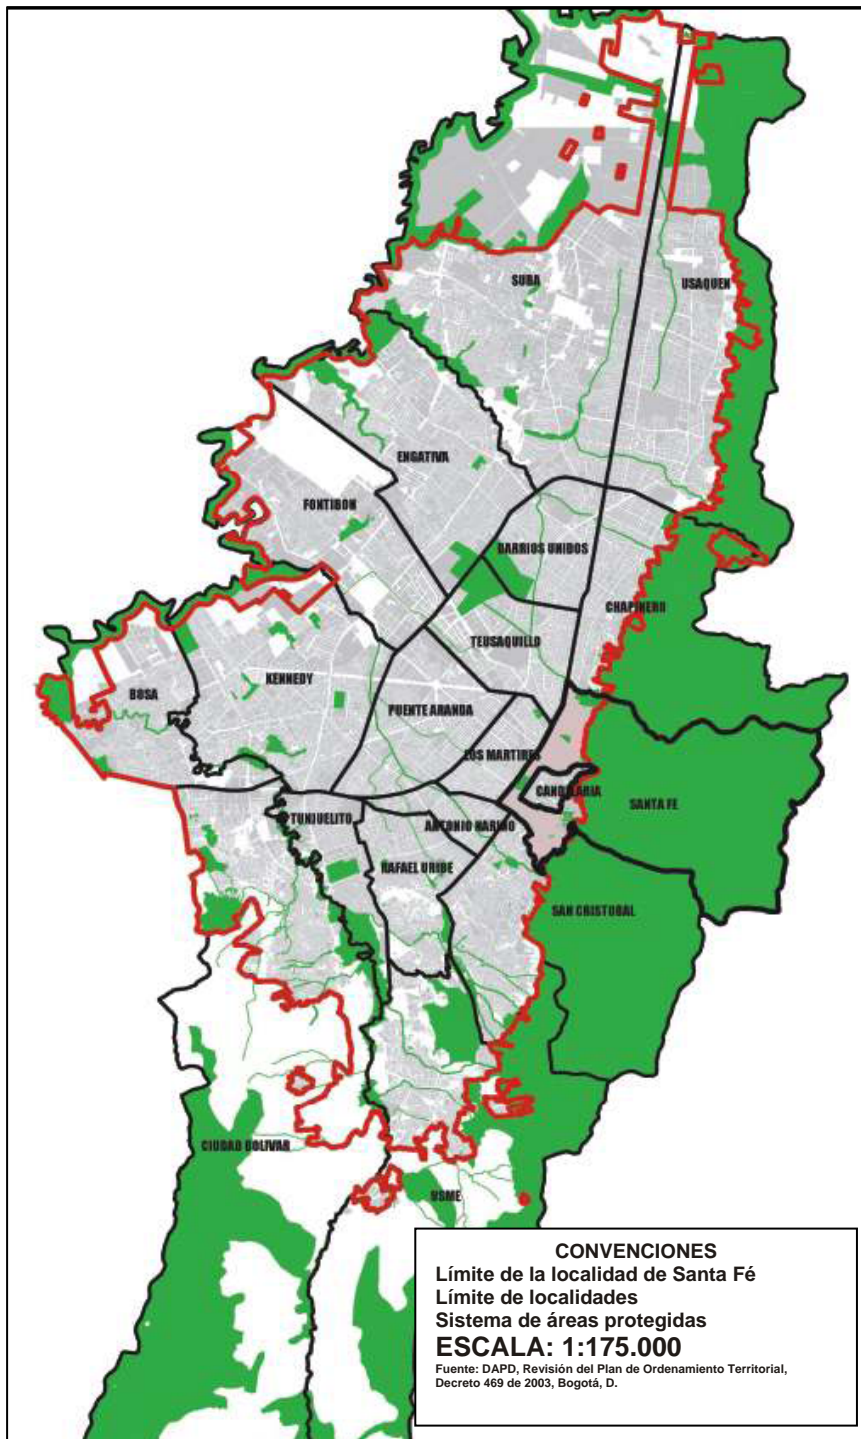 SUBA
USAQUEN
ENGATIVA
FONTIBON
BARRIOS UNIDOS
CHAPINERO
TEUSAQUILLO
KENNEDY
BOSA
PUENTE ARANDA
LOS MARTIRES
CANDELARIA
SANTA FE
TUNJUELITO
ANTONIO NARIÑO
RAFAEL URIBE
SAN CRISTOBAL
CIUDAD BOLIVAR
USME
CONVENCIONES
Límite de la localidad de Santa Fé
Límite de localidades
Sistema de áreas protegidas
ESCALA: 1:175.000
Fuente: DAPD, Revisión del Plan de Ordenamiento Territorial,
Decreto 469 de 2003, Bogotá, D.